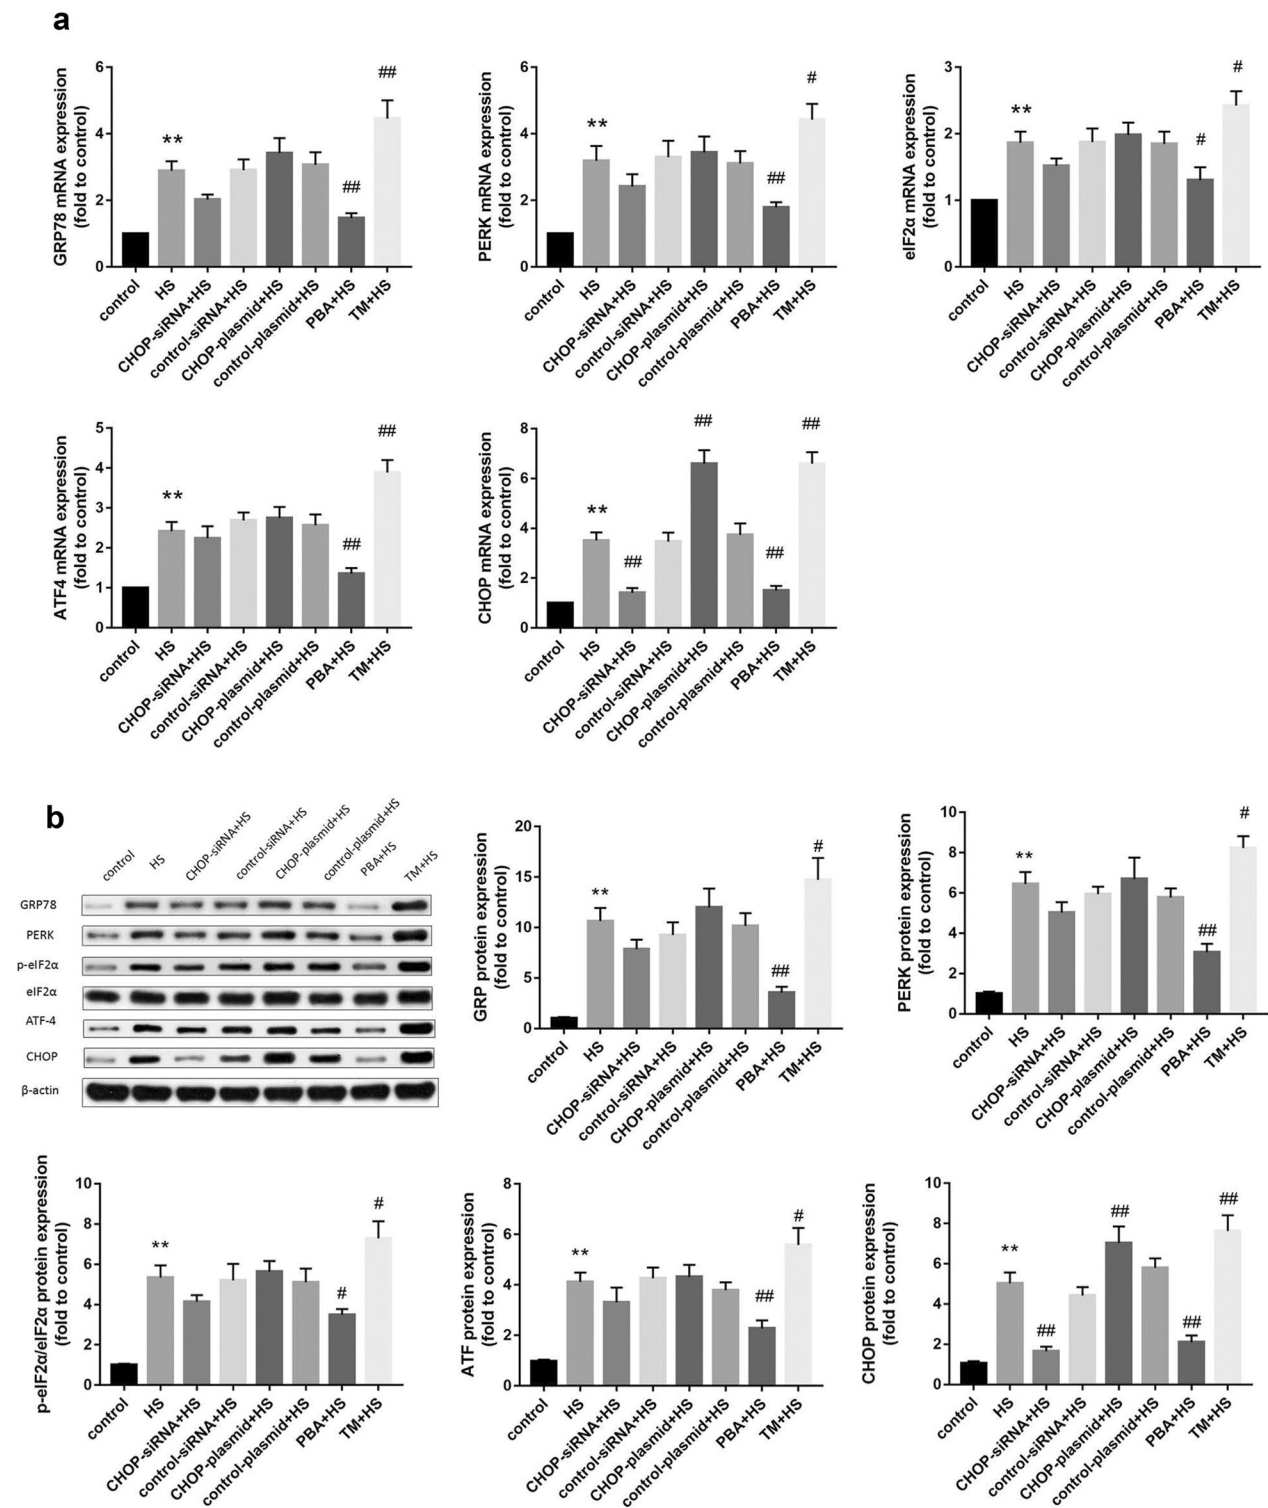 a
GRP78 mRNA expression
(fold to control)
6
4
2
0
**
##
##
control
HS
CHOP-siRNA+HS
control-siRNA+HS
CHOP-plasmid+HS
control-plasmid+HS
PBA+HS
TM+HS
PERK mRNA expression
(fold to control)
6
4
2
0
**
##
#
control
HS
CHOP-siRNA+HS
control-siRNA+HS
CHOP-plasmid+HS
control-plasmid+HS
PBA+HS
TM+HS
eIF2α mRNA expression
(fold to control)
3
2
1
0
**
#
#
control
HS
CHOP-siRNA+HS
control-siRNA+HS
CHOP-plasmid+HS
control-plasmid+HS
PBA+HS
TM+HS
ATF4 mRNA expression
(fold to control)
5
4
3
2
1
0
**
##
##
control
HS
CHOP-siRNA+HS
control-siRNA+HS
CHOP-plasmid+HS
control-plasmid+HS
PBA+HS
TM+HS
CHOP mRNA expression
(fold to control)
8
6
4
2
0
**
##
##
##
##
control
HS
CHOP-siRNA+HS
control-siRNA+HS
CHOP-plasmid+HS
control-plasmid+HS
PBA+HS
TM+HS
b
control
HS
CHOP-siRNA+HS
control-siRNA+HS
CHOP-plasmid+HS
control-plasmid+HS
PBA+HS
TM+HS
GRP78
PERK
p-eIF2α
eIF2α
ATF-4
CHOP
β-actin
GRP protein expression
(fold to control)
20
15
10
5
0
**
##
#
control
HS
CHOP-siRNA+HS
control-siRNA+HS
CHOP-plasmid+HS
control-plasmid+HS
PBA+HS
TM+HS
PERK protein expression
(fold to control)
10
8
6
4
2
0
**
##
#
control
HS
CHOP-siRNA+HS
control-siRNA+HS
CHOP-plasmid+HS
control-plasmid+HS
PBA+HS
TM+HS
p-eIF2α/eIF2α protein expression
(fold to control)
10
8
6
4
2
0
**
#
#
control
HS
CHOP-siRNA+HS
control-siRNA+HS
CHOP-plasmid+HS
control-plasmid+HS
PBA+HS
TM+HS
ATF protein expression
(fold to control)
8
6
4
2
0
**
##
#
control
HS
CHOP-siRNA+HS
control-siRNA+HS
CHOP-plasmid+HS
control-plasmid+HS
PBA+HS
TM+HS
CHOP protein expression
(fold to control)
10
8
6
4
2
0
**
##
##
##
##
control
HS
CHOP-siRNA+HS
control-siRNA+HS
CHOP-plasmid+HS
control-plasmid+HS
PBA+HS
TM+HS